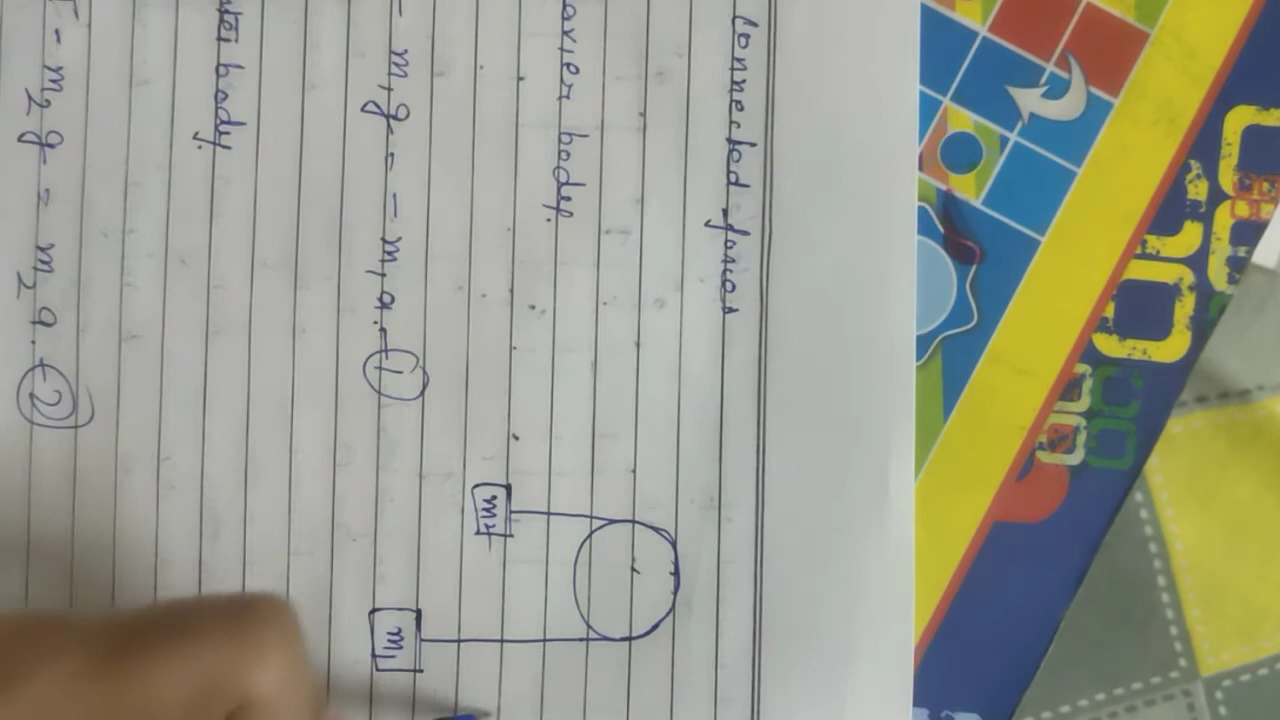 Connected forces
body.
- m₁g = - m₁a. - ①
body.
- m₂g = m₂a. - ②
m₂
m₁